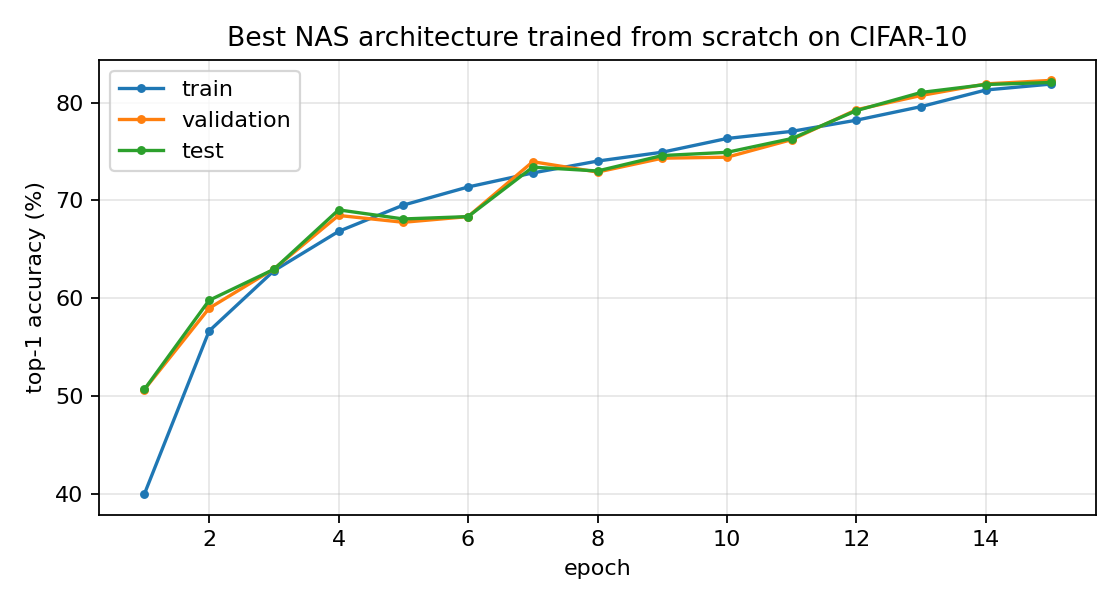 Best NAS architecture trained from scratch on CIFAR-10
train
validation
test
top-1 accuracy (%)
80
70
60
50
40
2 4 6 8 10 12 14
epoch